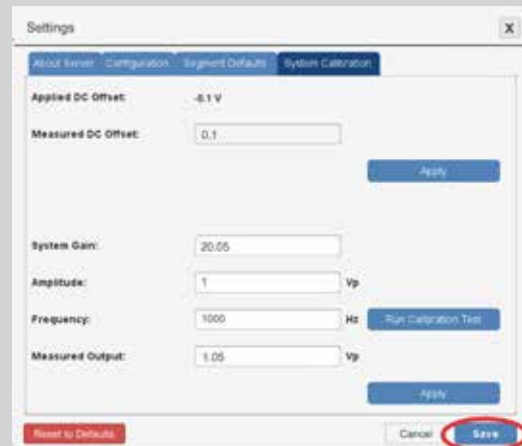 Settings X
About Server Configuration Segment Defaults System Calibration
Applied DC Offset: -8.1 V
Measured DC Offset: 0.1
Apply
System Gain: 20.05
Amplitude: 1 Vp
Frequency: 1000 Hz Run Calibration Test
Measured Output: 1.05 Vp
Apply
Reset to Defaults Cancel Save